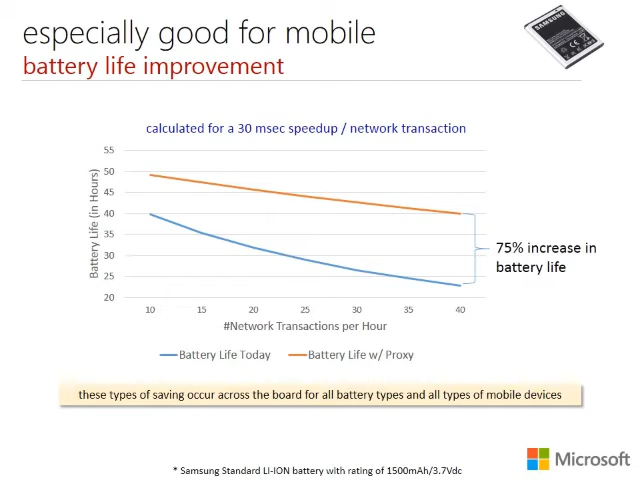 especially good for mobile
battery life improvement
SAMSUNG
calculated for a 30 msec speedup / network transaction
Battery Life (in Hours)
55
50
45
40
35
30
25
20
10 15 20 25 30 35 40
#Network Transactions per Hour
75% increase in
battery life
Battery Life Today Battery Life w/ Proxy
these types of saving occur across the board for all battery types and all types of mobile devices
Microsoft
* Samsung Standard LI-ION battery with rating of 1500mAh/3.7Vdc